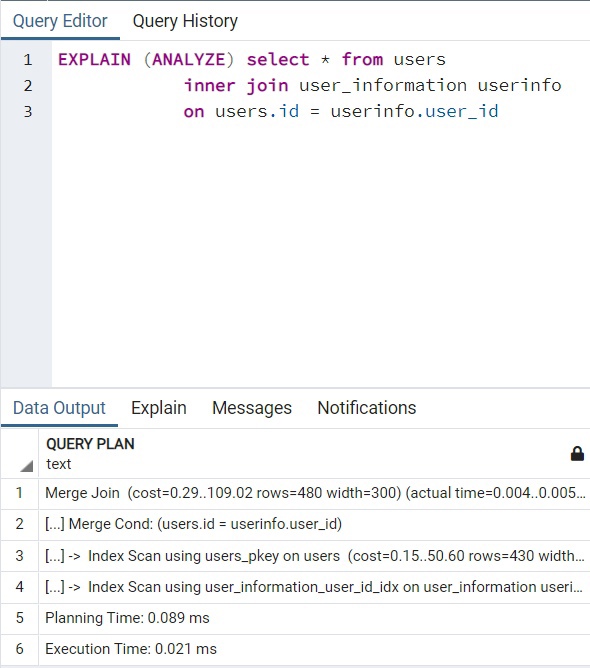 Query Editor Query History
1 EXPLAIN (ANALYZE) select * from users
2 inner join user_information userinfo
3 on users.id = userinfo.user_id
Data Output Explain Messages Notifications
QUERY PLAN
text
1 Merge Join (cost=0.29..109.02 rows=480 width=300) (actual time=0.004..0.005...
2 [...] Merge Cond: (users.id = userinfo.user_id)
3 [...] -> Index Scan using users_pkey on users (cost=0.15..50.60 rows=430 width...
4 [...] -> Index Scan using user_information_user_id_idx on user_information useri...
5 Planning Time: 0.089 ms
6 Execution Time: 0.021 ms